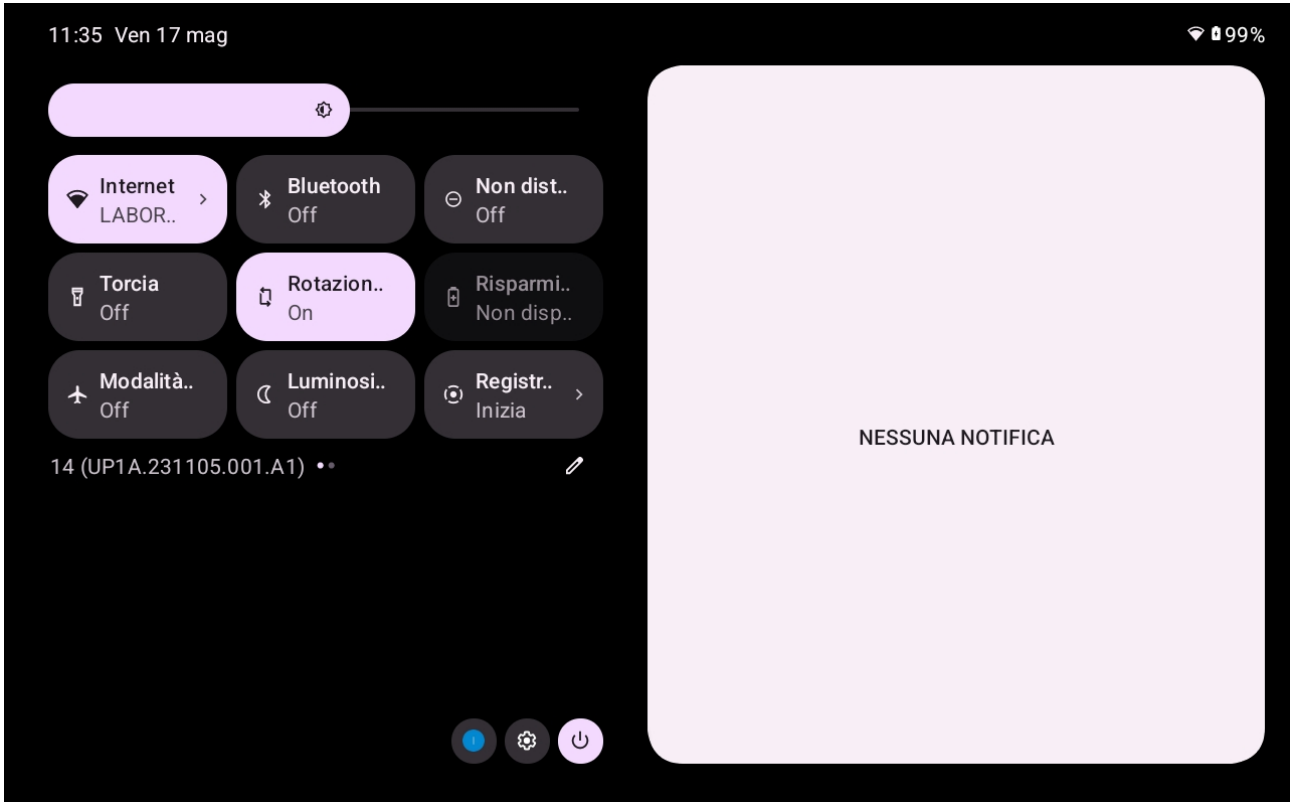 11:35 Ven 17 mag
99%
Internet
LABOR..
Bluetooth
Off
Non dist..
Off
Torcia
Off
Rotazion..
On
Risparmi..
Non disp..
Modalità..
Off
Luminosi..
Off
Registr..
Inizia
14 (UP1A.231105.001.A1)
NESSUNA NOTIFICA